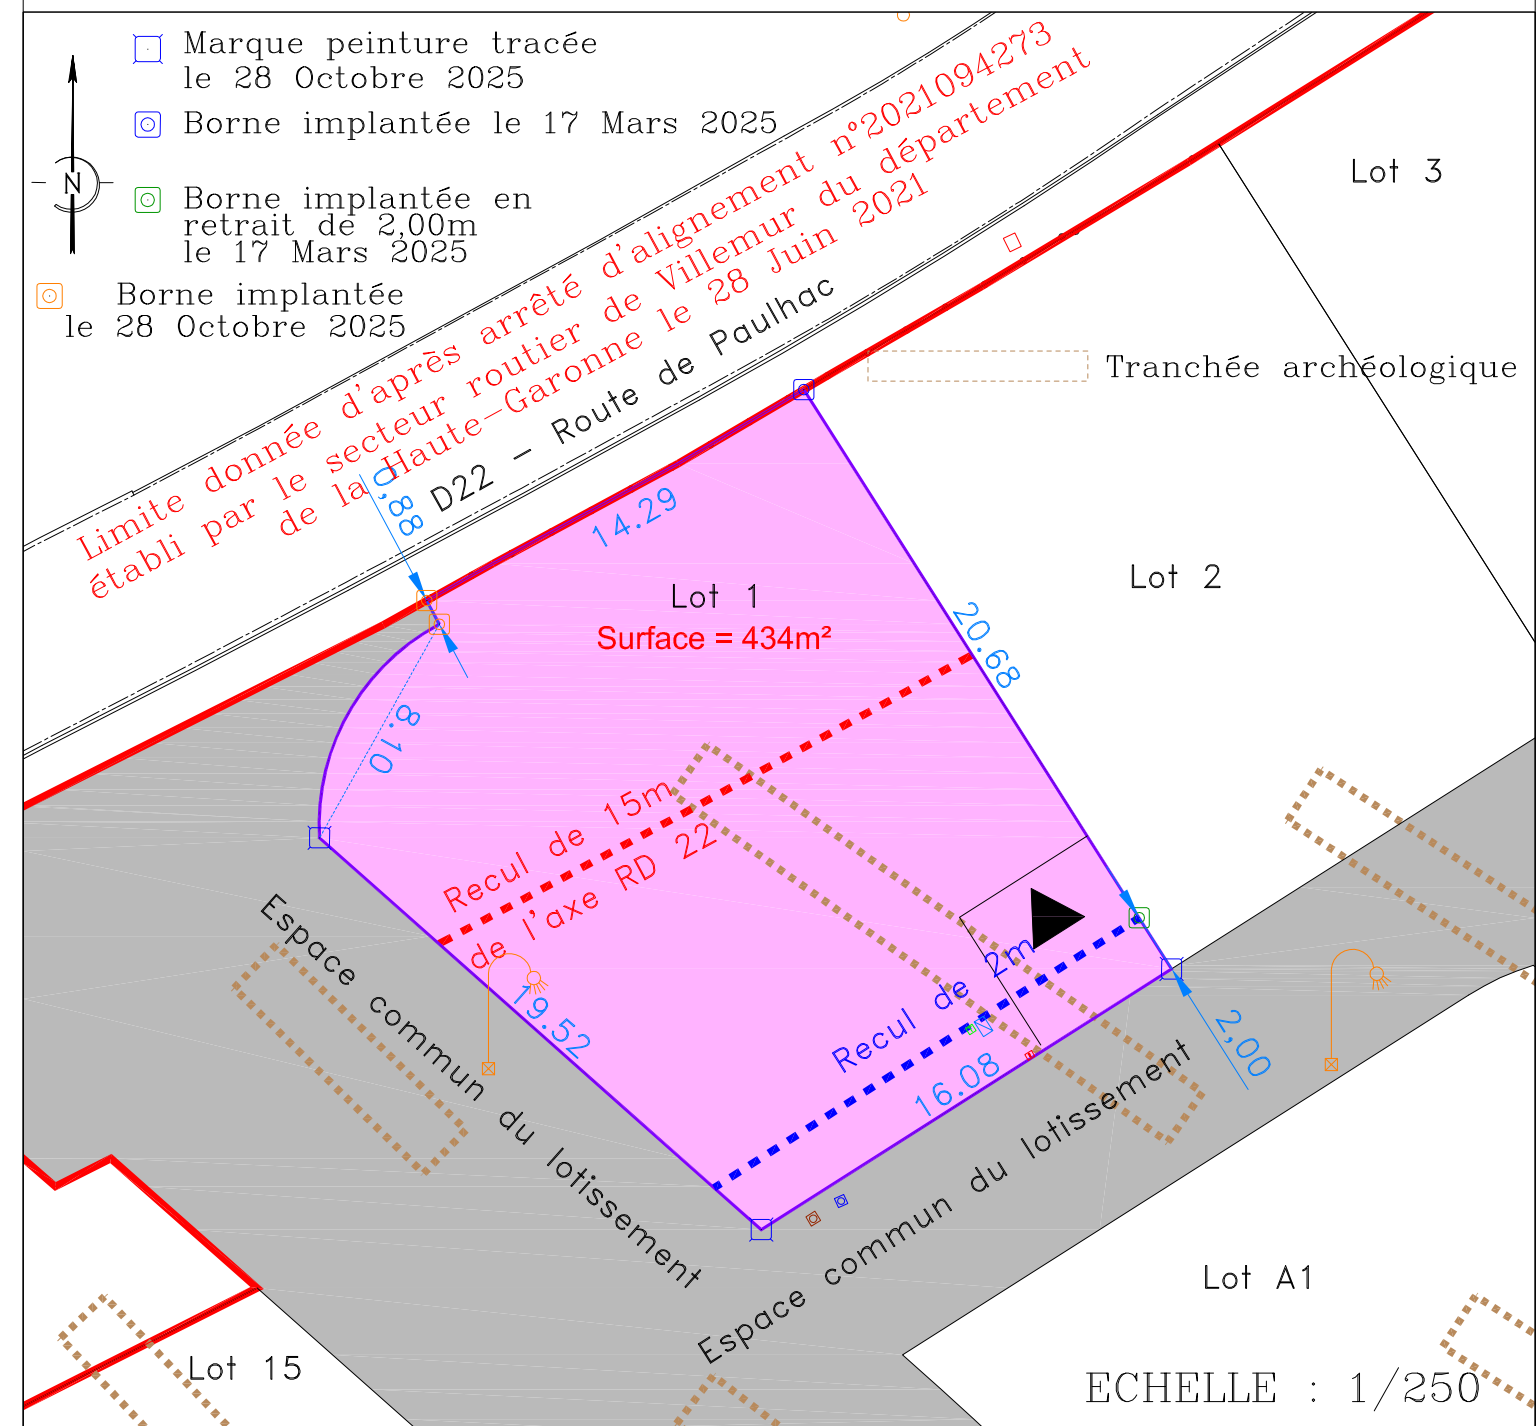 Marque peinture tracée
le 28 Octobre 2025
Borne implantée le 17 Mars 2025
Borne implantée en
retrait de 2,00m
le 17 Mars 2025
Borne implantée
le 28 Octobre 2025
N
Limite donnée d'après arrêté d'alignement n°2021094273
établi par le secteur routier de Villemur du département
de la Haute-Garonne le 28 Juin 2021
D22 - Route de Paulhac
Lot 3
Tranchée archéologique
0,88
14.29
Lot 1
Surface = 434m²
Lot 2
20.68
8.10
Recul de 15m
de l'axe RD 22
19.52
Recul de 2m
16.08
2,00
Espace commun du lotissement
Espace commun du lotissement
Lot A1
Lot 15
ECHELLE : 1/250